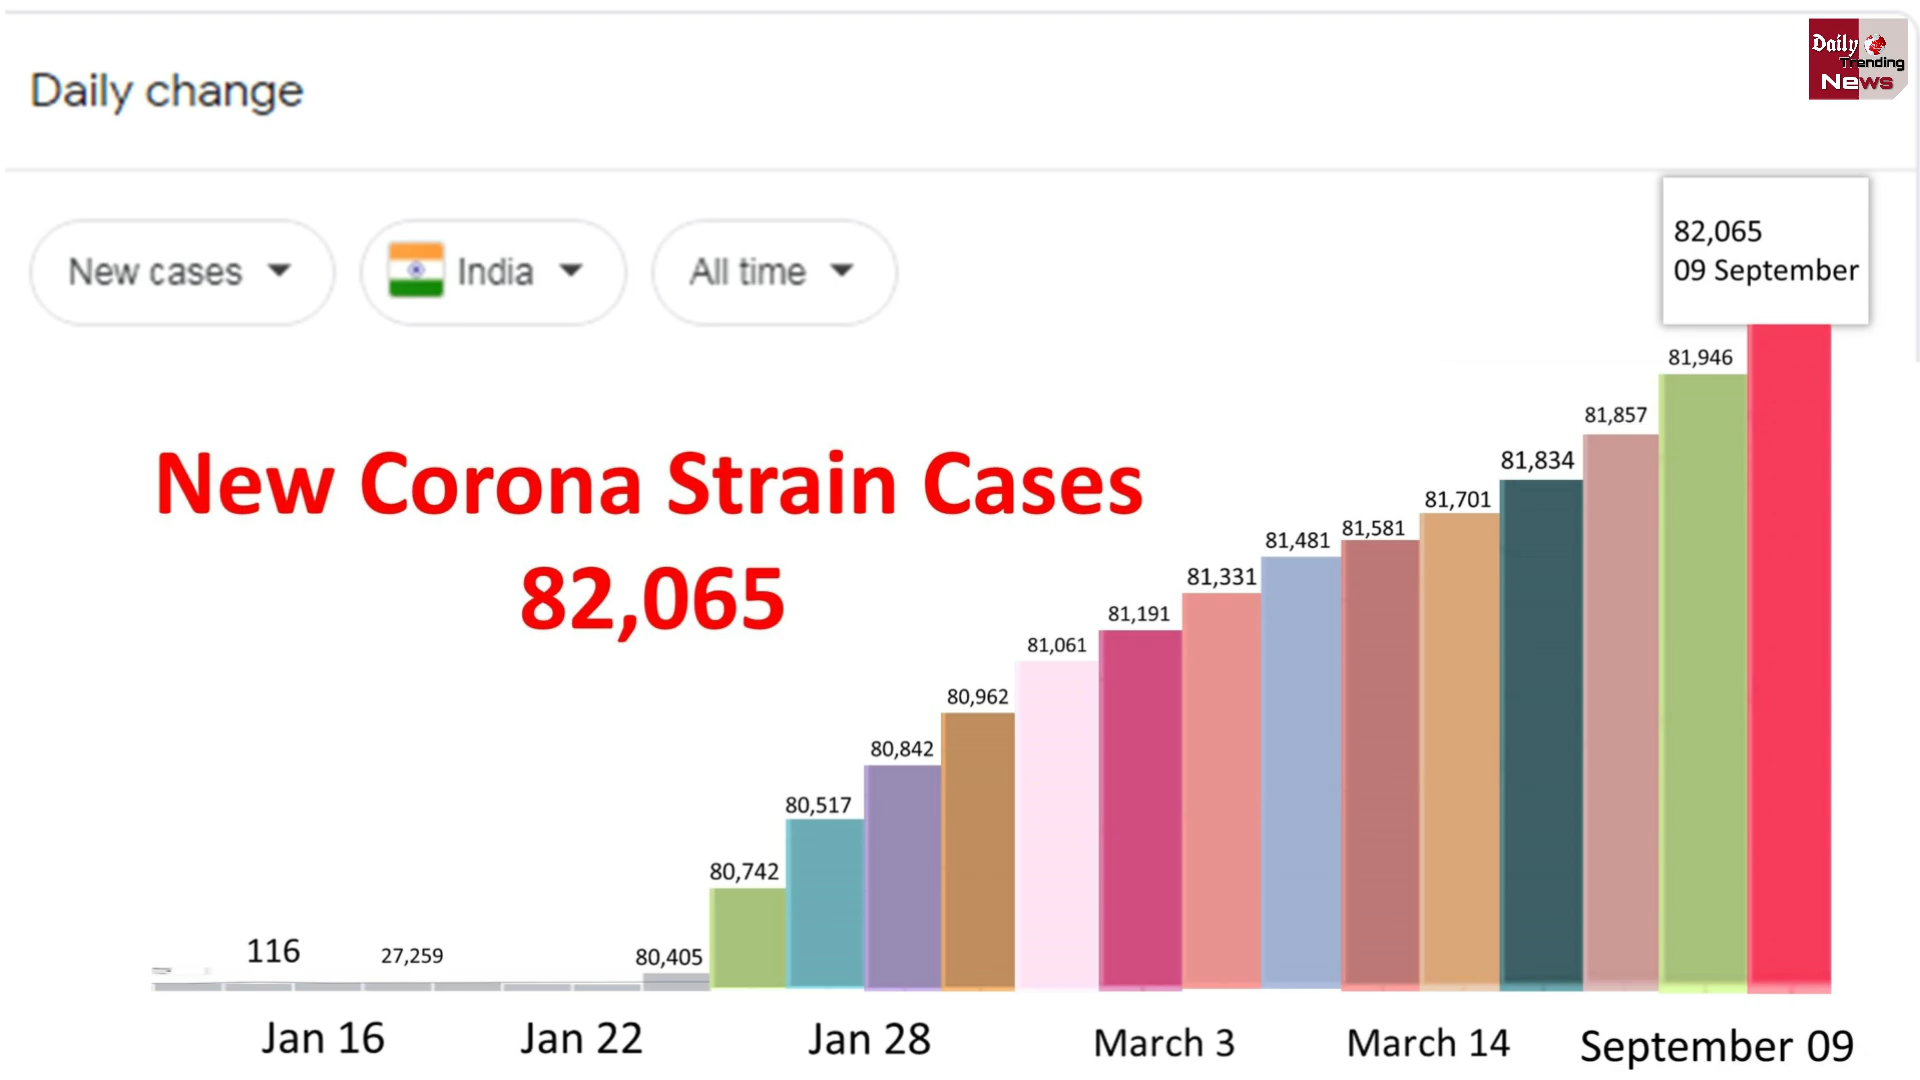 Daily change
Daily
Trending
News
New cases
India
All time
82,065
09 September
New Corona Strain Cases
82,065
116
27,259
80,405
80,742
80,517
80,842
80,962
81,061
81,191
81,331
81,481
81,581
81,701
81,834
81,857
81,946
Jan 16
Jan 22
Jan 28
March 3
March 14
September 09